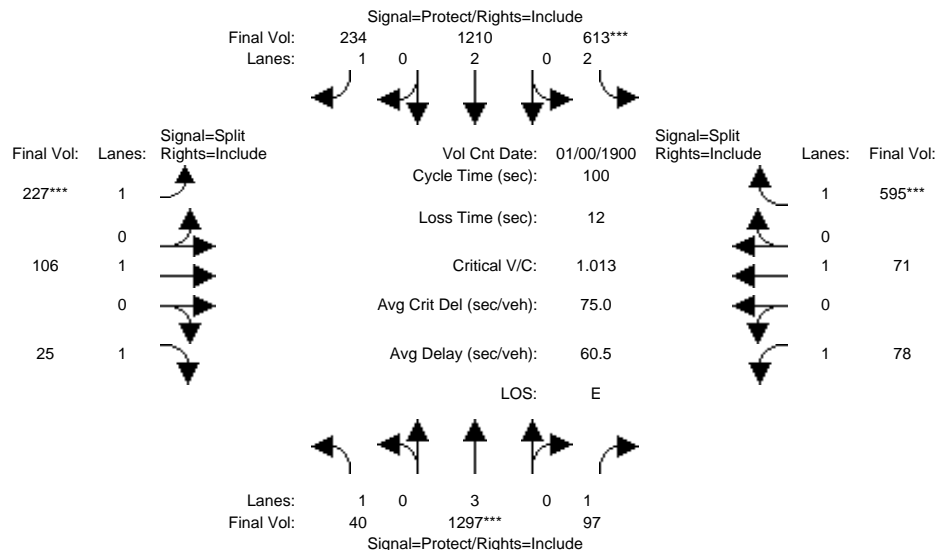 Signal=Protect/Rights=Include
Final Vol: 234 1210 613***
Lanes: 1 0 2 0 2
Signal=Split
Final Vol: Lanes: Rights=Include
Vol Cnt Date: 01/00/1900
Signal=Split
Rights=Include Lanes: Final Vol:
Cycle Time (sec): 100
227*** 1
1 595***
Loss Time (sec): 12
0
0
106 1
Critical V/C: 1.013
1 71
0
Avg Crit Del (sec/veh): 75.0
0
25 1
Avg Delay (sec/veh): 60.5
1 78
LOS: E
Lanes: 1 0 3 0 1
Final Vol: 40 1297*** 97
Signal=Protect/Rights=Include